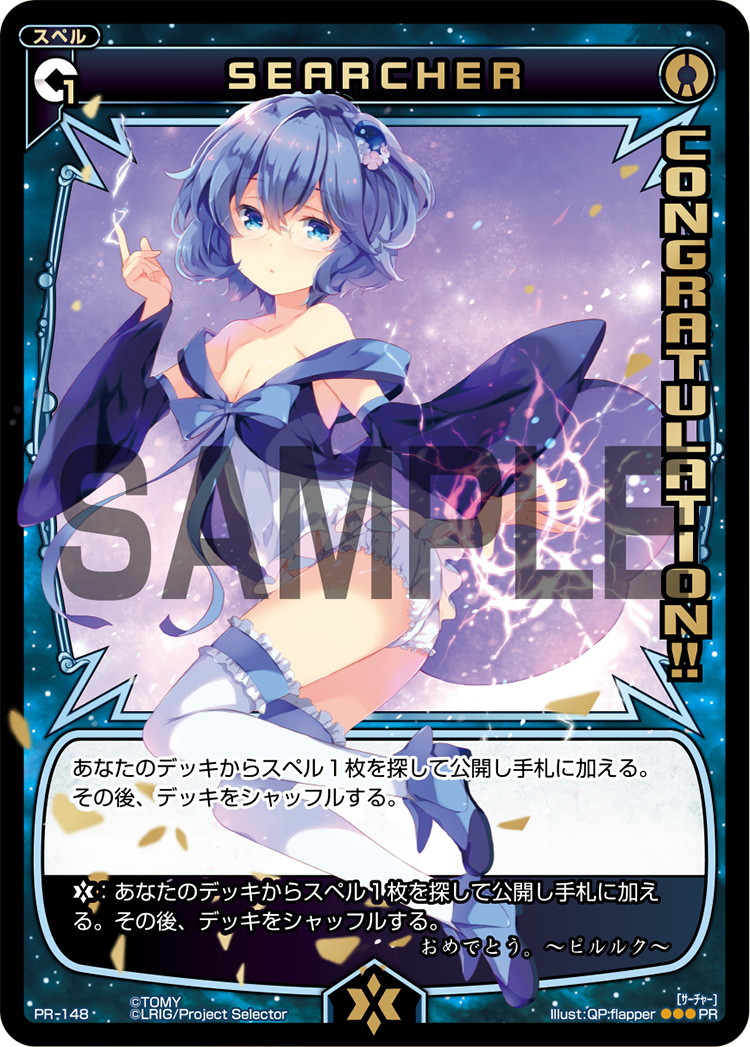 スペル
1
SEARCHER
CONGRATULATION!!
SAMPLE
あなたのデッキからスペル1枚を探して公開し手札に加える。
その後、デッキをシャッフルする。
：あなたのデッキからスペル1枚を探して公開し手札に加え
る。その後、デッキをシャッフルする。
おめでとう。～ピルルク～
[サーチャー]
PR-148
©TOMY
©LRIG/Project Selector
Illust:QP:flapper
PR